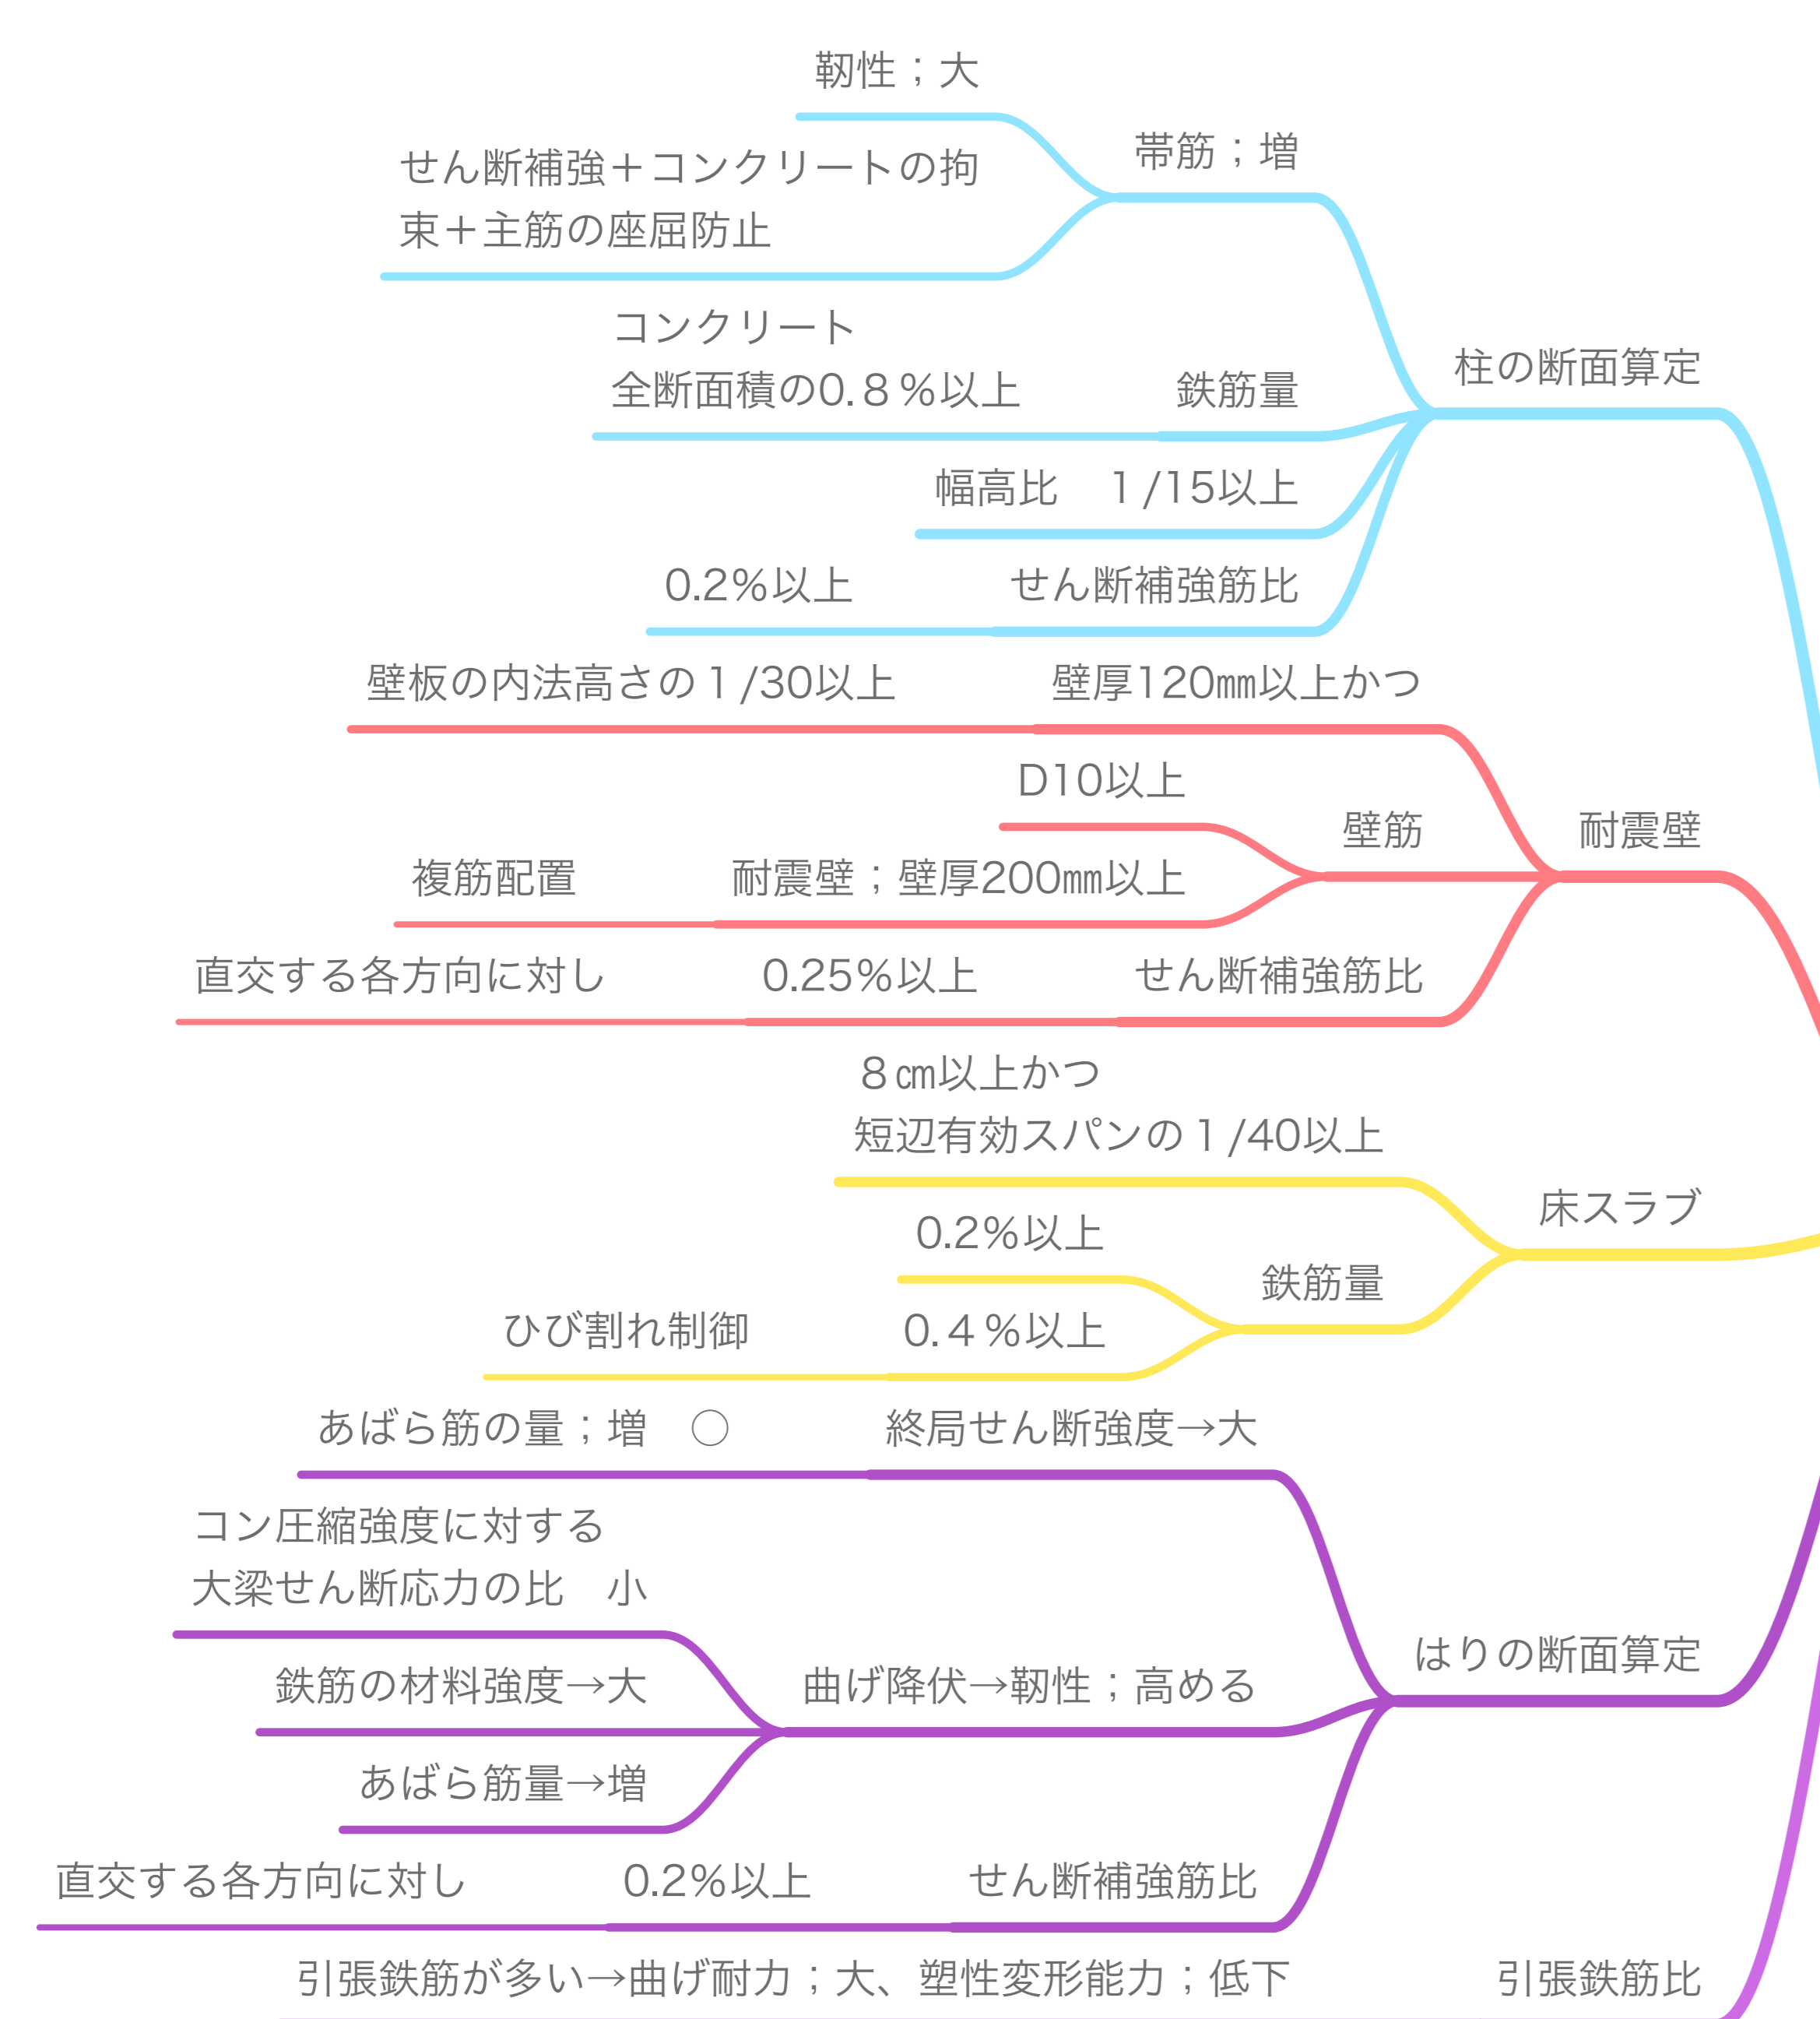 靭性；大
帯筋；増
せん断補強＋コンクリートの拘
束＋主筋の座屈防止
柱の断面算定
コンクリート
全断面積の0.８％以上
鉄筋量
幅高比　１/15以上
0.2％以上
せん断補強筋比
壁板の内法高さの１/30以上
壁厚120㎜以上かつ
D10以上
壁筋
耐震壁
複筋配置
耐震壁；壁厚200㎜以上
直交する各方向に対し
0.25％以上
せん断補強筋比
８㎝以上かつ
短辺有効スパンの１/40以上
床スラブ
0.2％以上
鉄筋量
ひび割れ制御
0.４％以上
あばら筋の量；増　○
終局せん断強度→大
コン圧縮強度に対する
大梁せん断応力の比　小
はりの断面算定
鉄筋の材料強度→大
曲げ降伏→靭性；高める
あばら筋量→増
直交する各方向に対し
0.2％以上
せん断補強筋比
引張鉄筋が多い→曲げ耐力；大、塑性変形能力；低下
引張鉄筋比